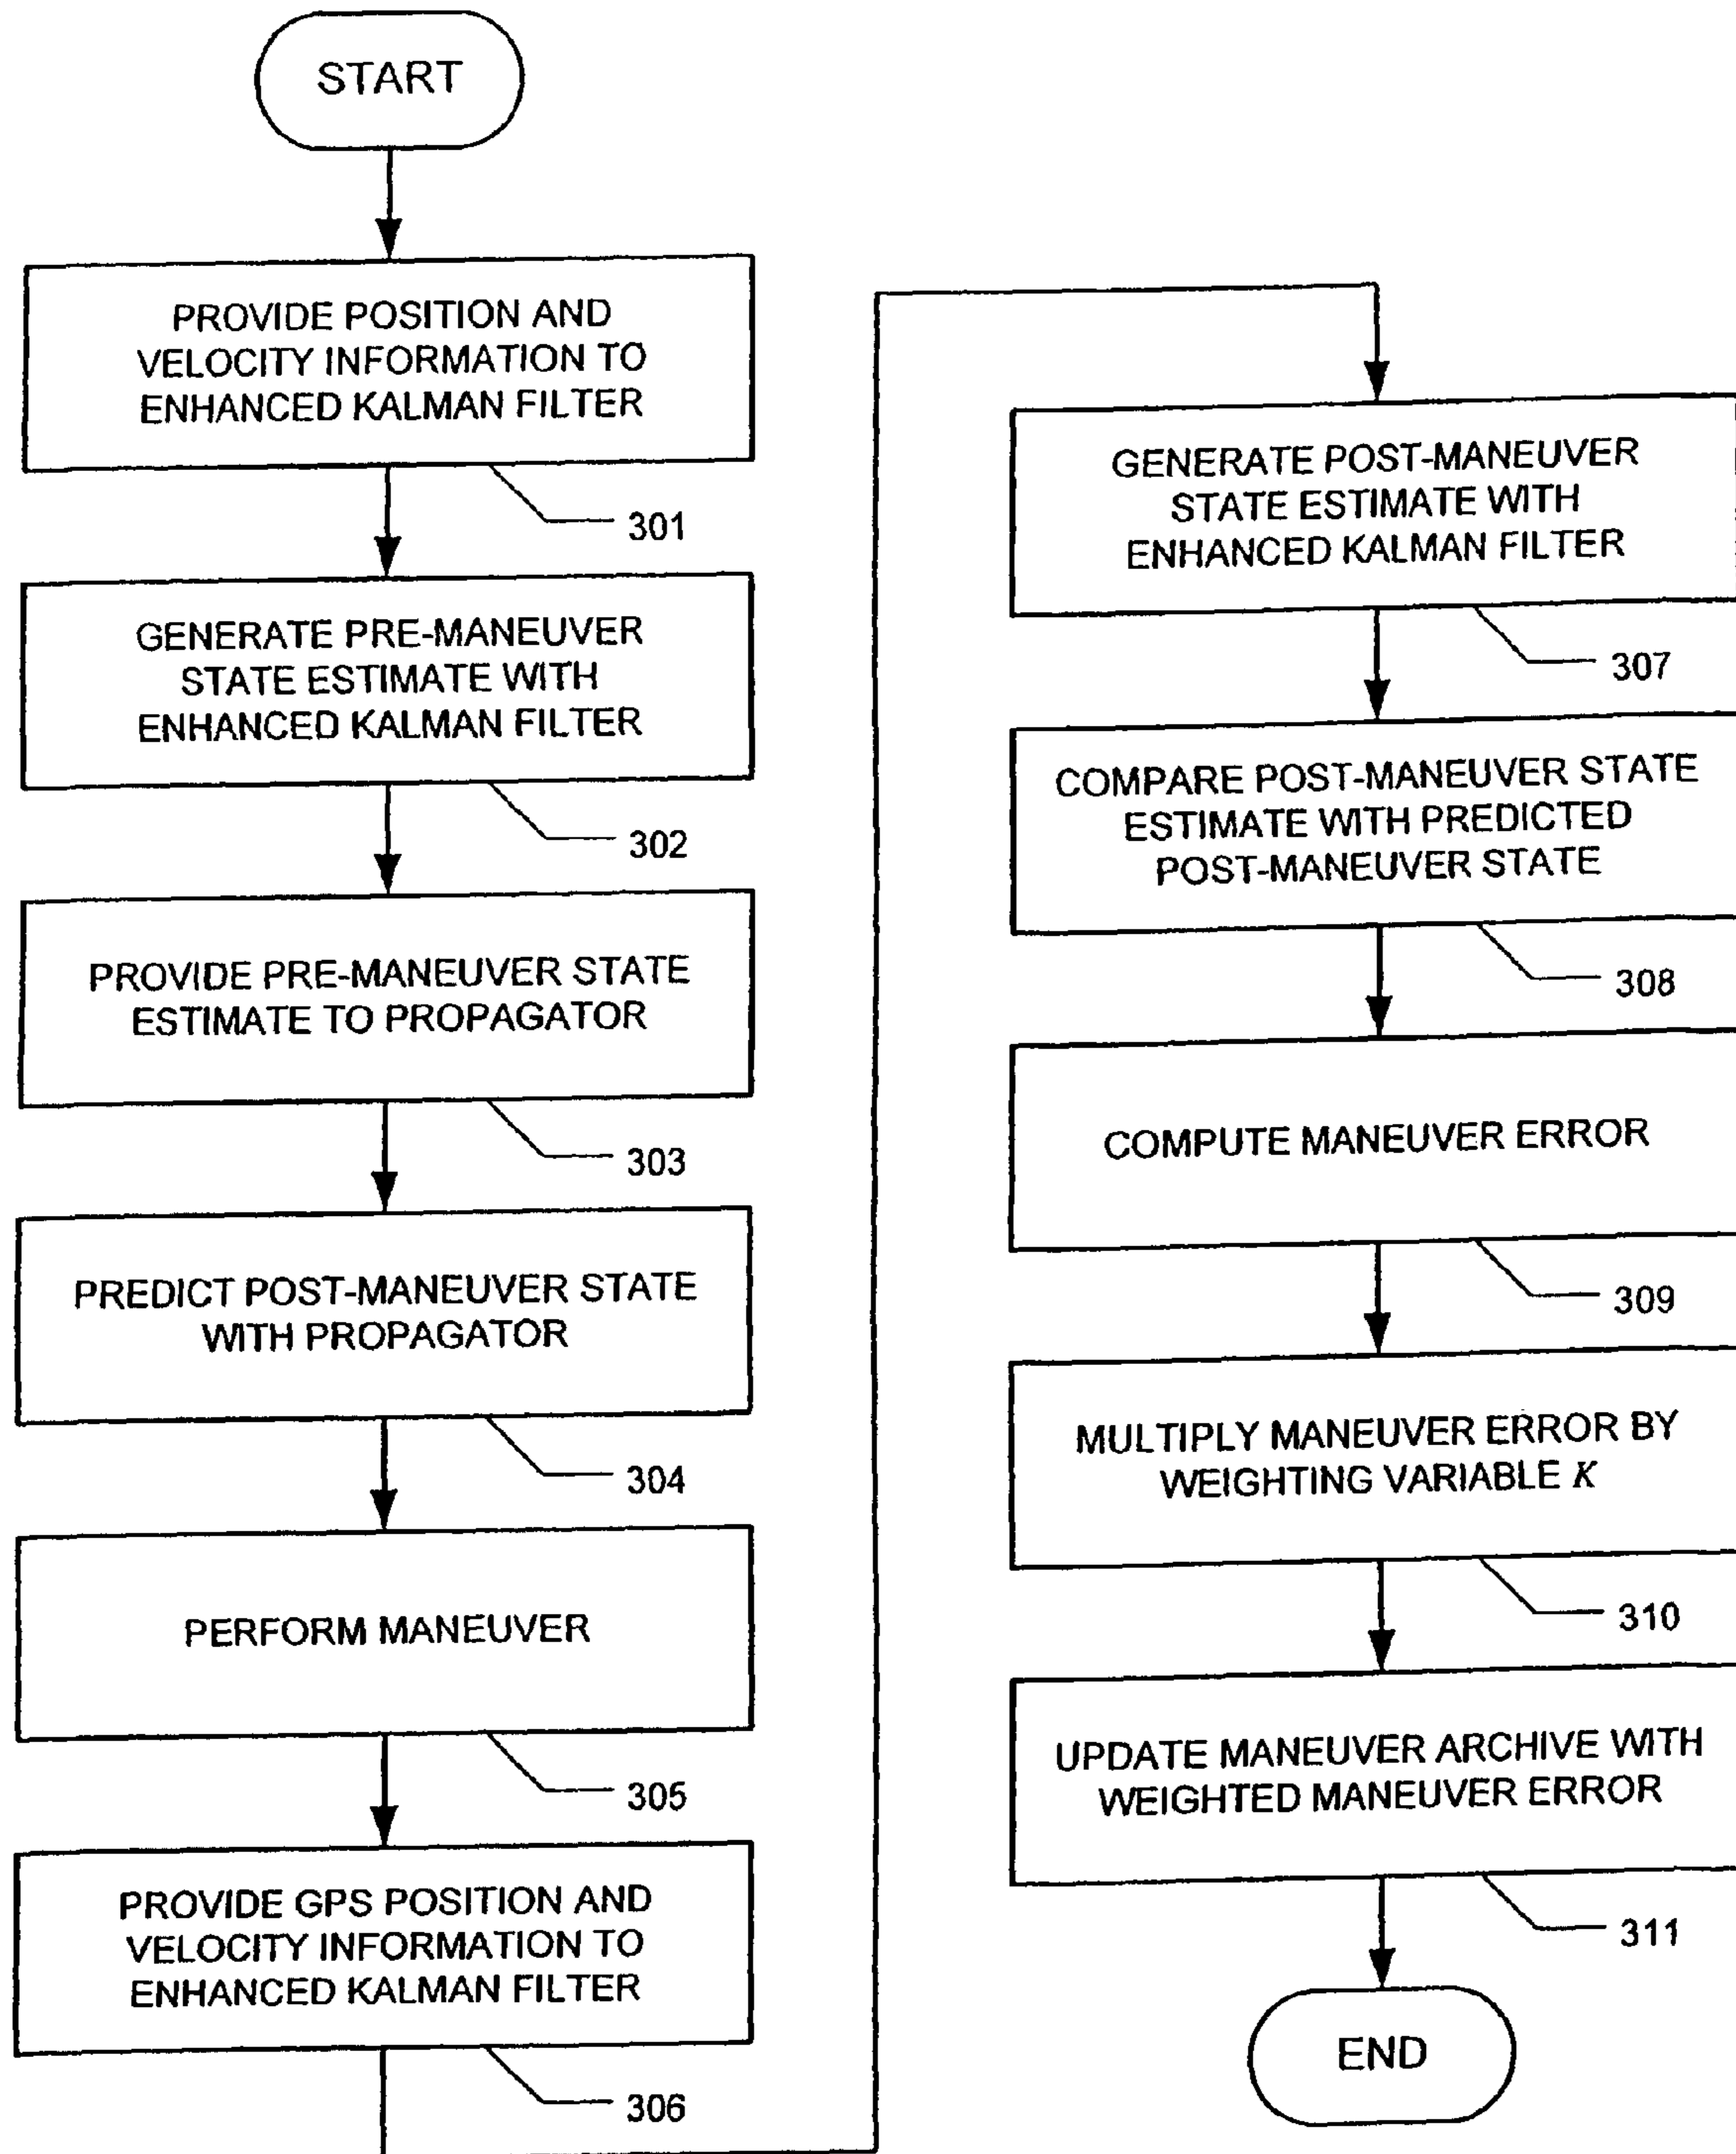 START
PROVIDE POSITION AND
VELOCITY INFORMATION TO
ENHANCED KALMAN FILTER
301
GENERATE PRE-MANEUVER
STATE ESTIMATE WITH
ENHANCED KALMAN FILTER
302
PROVIDE PRE-MANEUVER STATE
ESTIMATE TO PROPAGATOR
303
PREDICT POST-MANEUVER STATE
WITH PROPAGATOR
304
PERFORM MANEUVER
305
PROVIDE GPS POSITION AND
VELOCITY INFORMATION TO
ENHANCED KALMAN FILTER
306
GENERATE POST-MANEUVER
STATE ESTIMATE WITH
ENHANCED KALMAN FILTER
307
COMPARE POST-MANEUVER STATE
ESTIMATE WITH PREDICTED
POST-MANEUVER STATE
308
COMPUTE MANEUVER ERROR
309
MULTIPLY MANEUVER ERROR BY
WEIGHTING VARIABLE K
310
UPDATE MANEUVER ARCHIVE WITH
WEIGHTED MANEUVER ERROR
311
END